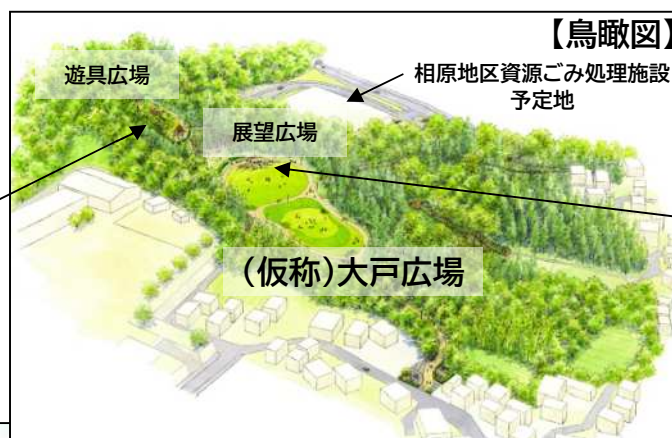 【鳥瞰図】
遊具広場
相原地区資源ごみ処理施設
予定地
展望広場
（仮称）大戸広場